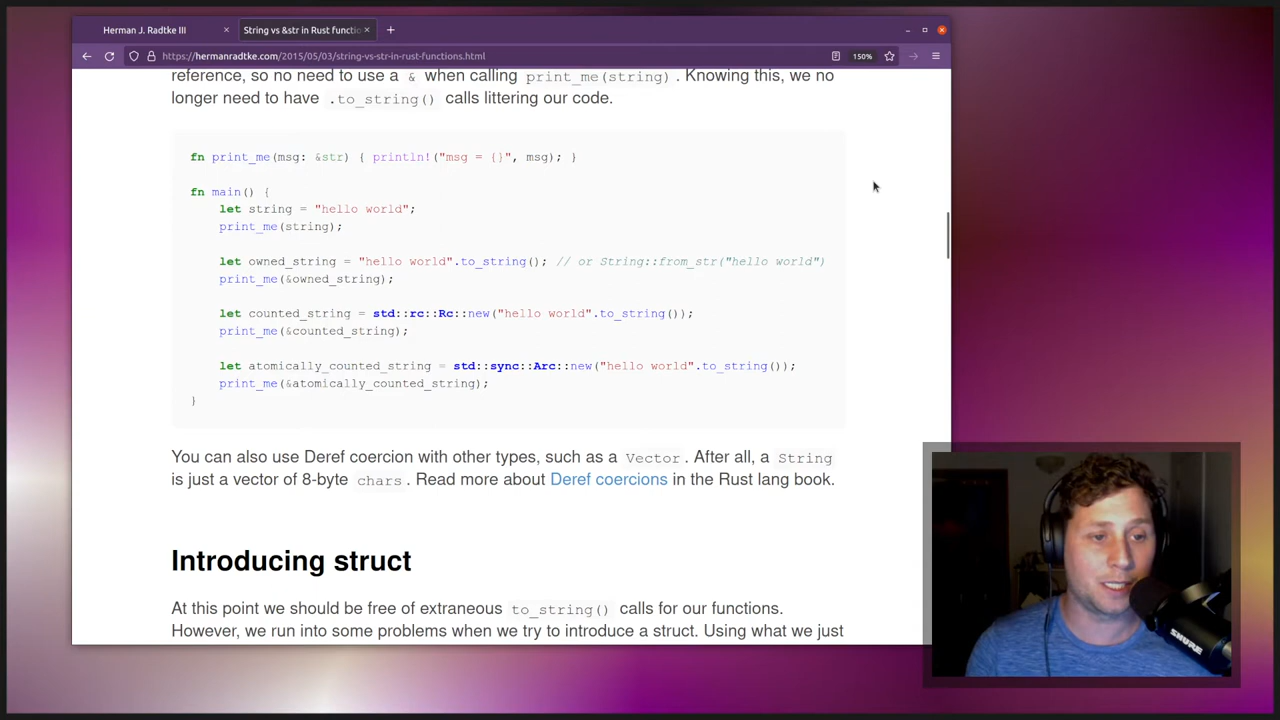 Herman J. Radtke III
String vs &str in Rust functio
https://hermanradtke.com/2015/05/03/string-vs-str-in-rust-functions.html
150%
reference, so no need to use a & when calling print_me(string) . Knowing this, we no
longer need to have .to_string() calls littering our code.
fn print_me(msg: &str) { println!("msg = {}", msg); }
fn main() {
let string = "hello world";
print_me(string);
let owned_string = "hello world".to_string(); // or String::from_str("hello world")
print_me(&owned_string);
let counted_string = std::rc::Rc::new("hello world".to_string());
print_me(&counted_string);
let atomically_counted_string = std::sync::Arc::new("hello world".to_string());
print_me(&atomically_counted_string);
}
You can also use Deref coercion with other types, such as a Vector . After all, a String
is just a vector of 8-byte chars . Read more about Deref coercions in the Rust lang book.
Introducing struct
At this point we should be free of extraneous to_string() calls for our functions.
However, we run into some problems when we try to introduce a struct. Using what we just
SHURE